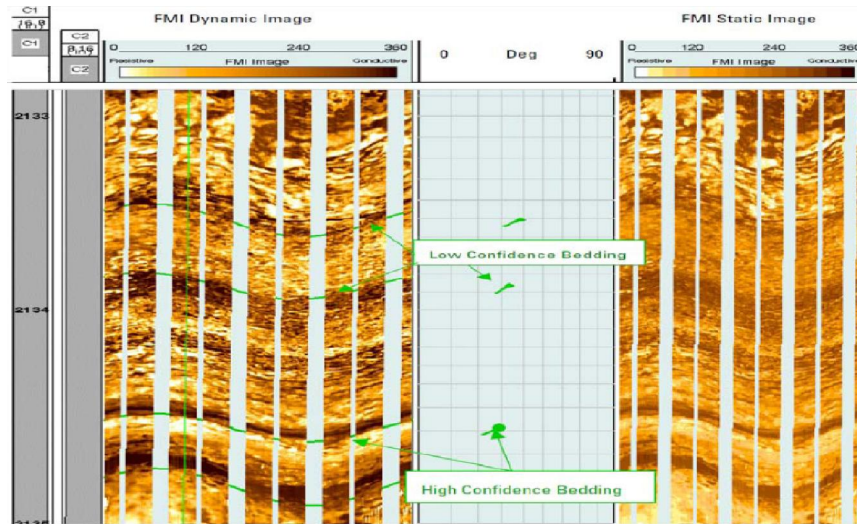 C1
FMI Dynamic Image
FMI Static Image
C2
C1
C2
0 120 240 360
Resistive FMI Image Conductive
0 Deg 90
0 120 240 360
Resistive FMI Image Conductive
2133
Low Confidence Bedding
2134
High Confidence Bedding